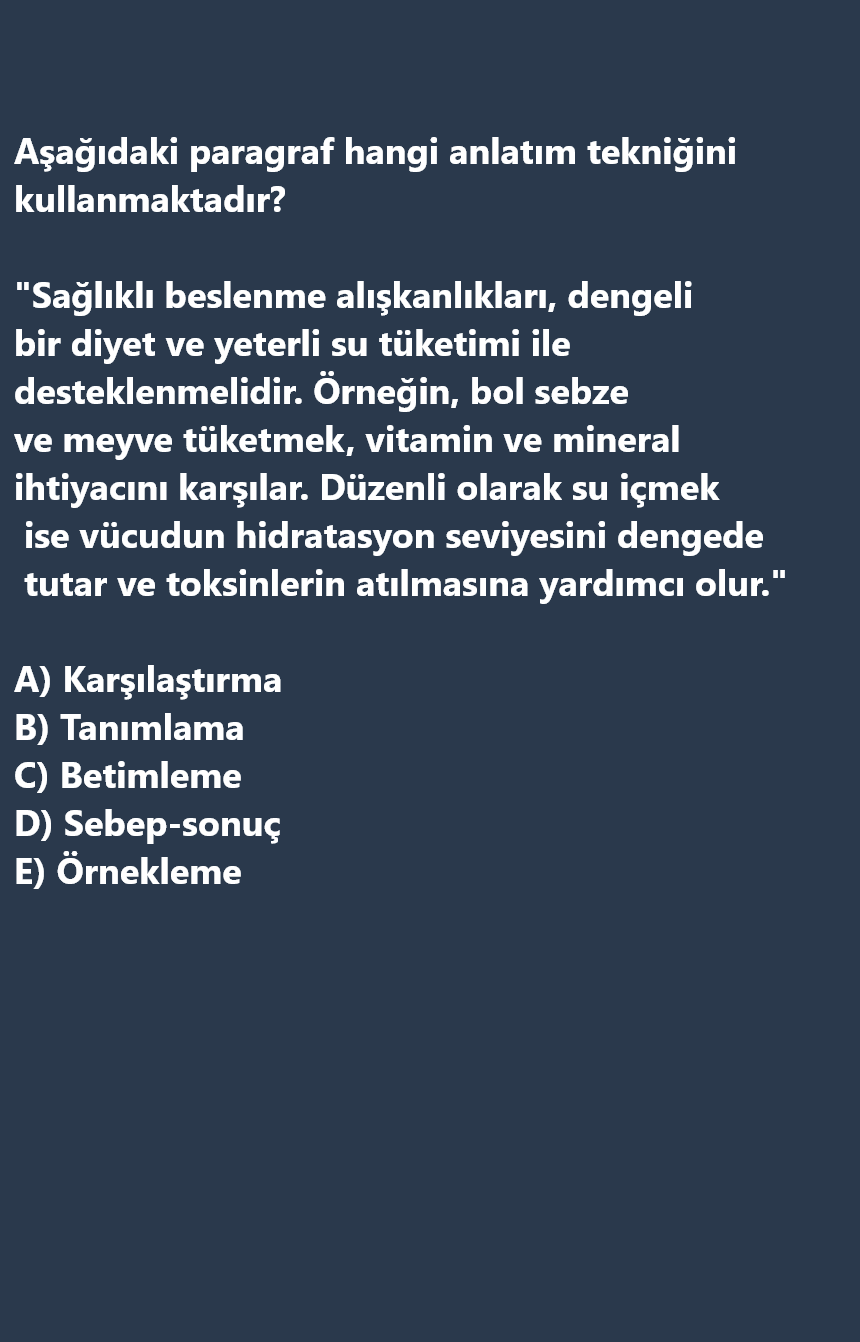 Aşağıdaki paragraf hangi anlatım tekniğini
kullanmaktadır?
"Sağlıklı beslenme alışkanlıkları, dengeli
bir diyet ve yeterli su tüketimi ile
desteklenmelidir. Örneğin, bol sebze
ve meyve tüketmek, vitamin ve mineral
ihtiyacını karşılar. Düzenli olarak su içmek
ise vücudun hidratasyon seviyesini dengede
tutar ve toksinlerin atılmasına yardımcı olur."
A) Karşılaştırma
B) Tanımlama
C) Betimleme
D) Sebep-sonuç
E) Örnekleme